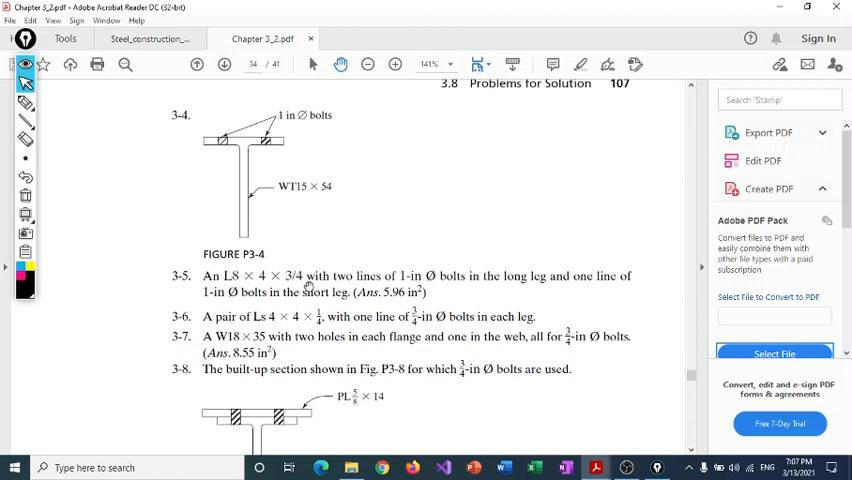 Chapter 3_2.pdf - Adobe Acrobat Reader DC (32-bit)
File Edit View Sign Window Help
Home Tools Steel_construction_... Chapter 3_2.pdf × Sign In
34 / 41 141%
3.8 Problems for Solution 107
3-4.
1 in Ø bolts
WT15 × 54
FIGURE P3-4
3-5. An L8 × 4 × 3/4 with two lines of 1-in Ø bolts in the long leg and one line of
1-in Ø bolts in the short leg. (Ans. 5.96 in²)
3-6. A pair of Ls 4 × 4 × 1/4, with one line of 3/4-in Ø bolts in each leg.
3-7. A W18 × 35 with two holes in each flange and one in the web, all for 3/4-in Ø bolts.
(Ans. 8.55 in²)
3-8. The built-up section shown in Fig. P3-8 for which 3/4-in Ø bolts are used.
PL 5/8 × 14
Search 'Stamp'
Export PDF
Edit PDF
Create PDF
Adobe PDF Pack
Convert files to PDF and
easily combine them with
other file types with a paid
subscription
Select File to Convert to PDF
Select File
Convert, edit and e-sign PDF
forms & agreements
Free 7-Day Trial
Type here to search
ENG
7:07 PM
3/13/2021